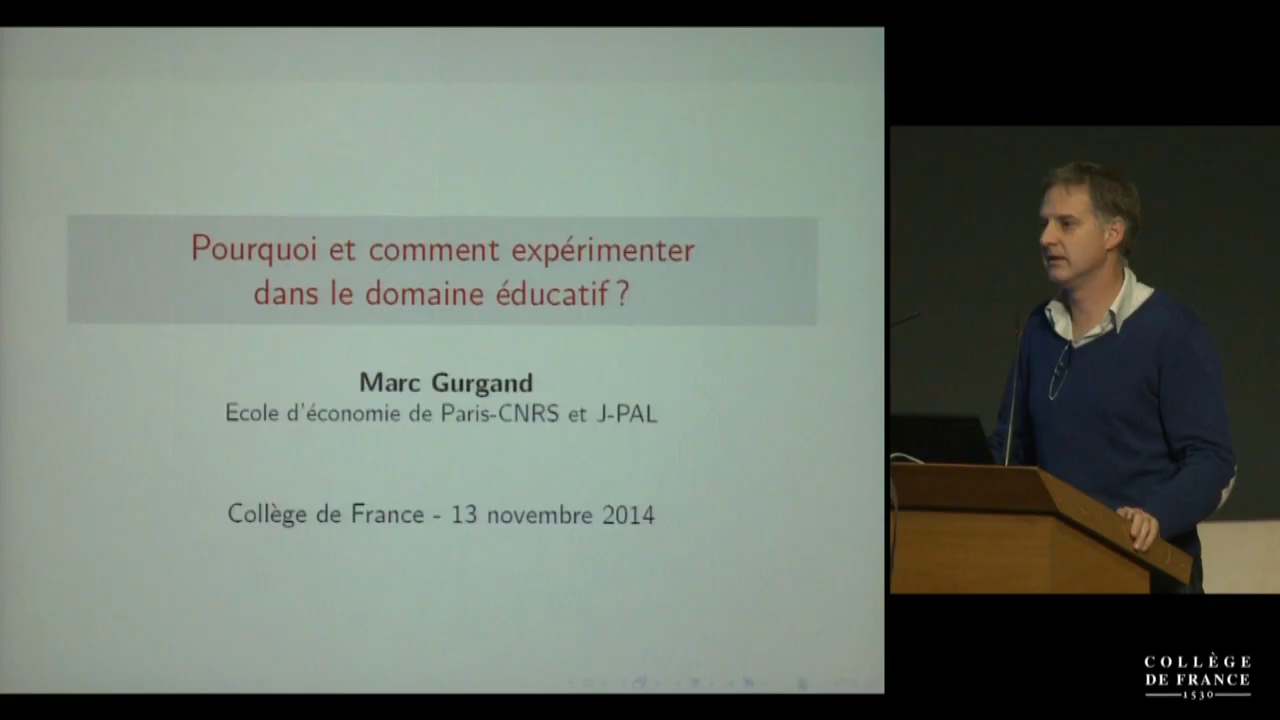 Pourquoi et comment expérimenter
dans le domaine éducatif ?
Marc Gurgand
Ecole d'économie de Paris-CNRS et J-PAL
Collège de France - 13 novembre 2014
COLLÈGE
DE FRANCE
1530